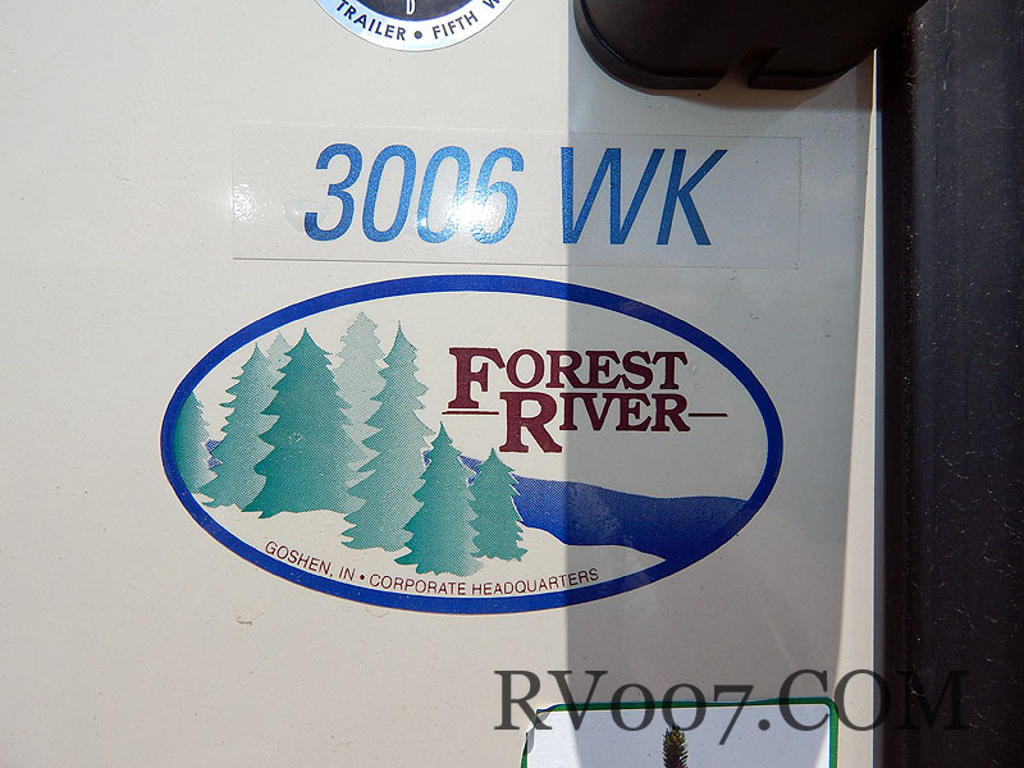 D
TRAILER • FIFTH
3006 WK
FOREST
RIVER
GOSHEN, IN • CORPORATE HEADQUARTERS
RV007.COM